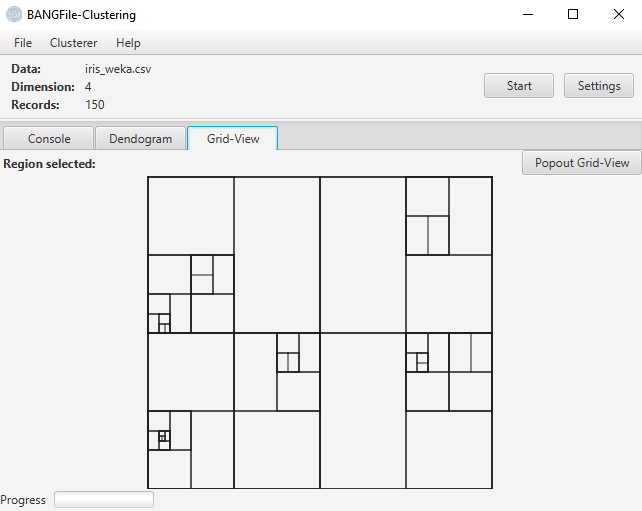 BANGFile-Clustering
File Clusterer Help
Data: iris_weka.csv
Dimension: 4
Records: 150
Start Settings
Console Dendogram Grid-View
Region selected: Popout Grid-View
Progress